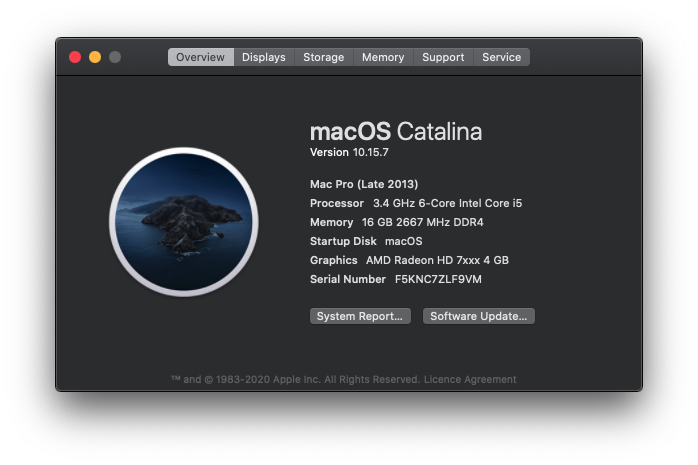 Overview Displays Storage Memory Support Service
macOS Catalina
Version 10.15.7
Mac Pro (Late 2013)
Processor 3.4 GHz 6-Core Intel Core i5
Memory 16 GB 2667 MHz DDR4
Startup Disk macOS
Graphics AMD Radeon HD 7xxx 4 GB
Serial Number F5KNC7ZLF9VM
System Report... Software Update...
™ and © 1983-2020 Apple Inc. All Rights Reserved. Licence Agreement